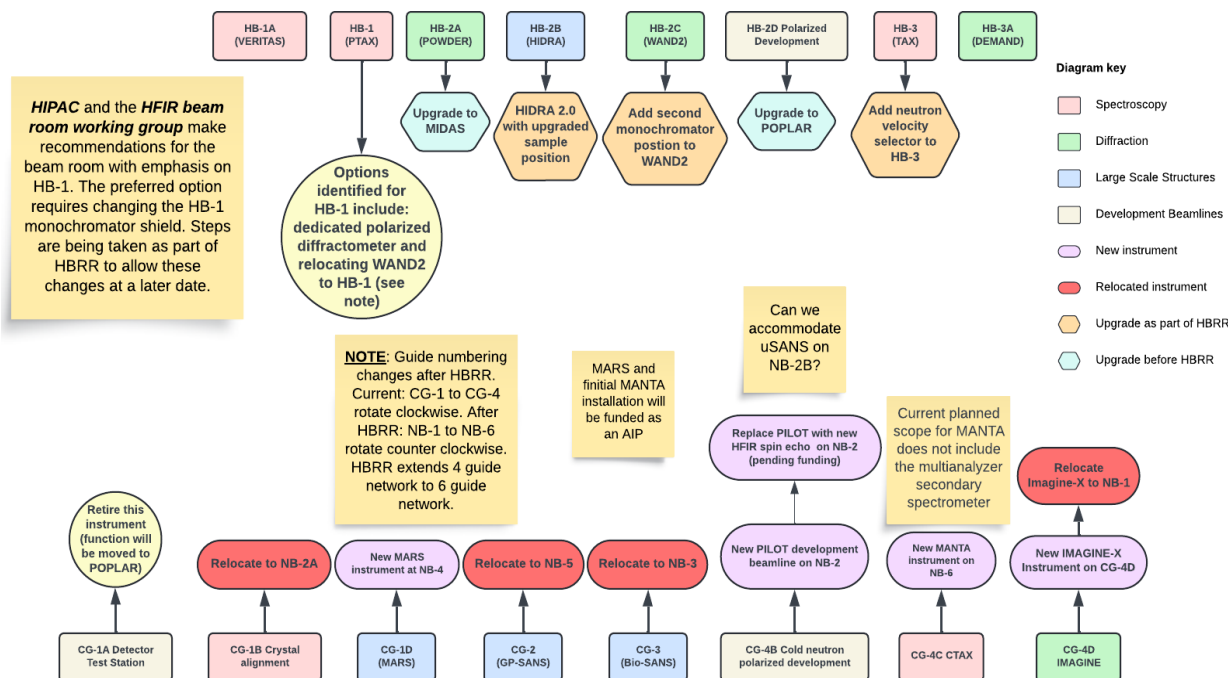 HB-1A
(VERITAS)
HB-1
(PTAX)
HB-2A
(POWDER)
HB-2B
(HIDRA)
HB-2C
(WAND2)
HB-2D Polarized
Development
HB-3
(TAX)
HB-3A
(DEMAND)
Upgrade to
MIDAS
HIDRA 2.0
with upgraded
sample
position
Add second
monochromator
postion to
WAND2
Upgrade to
POPLAR
Add neutron
velocity
selector to
HB-3
Diagram key
Spectroscopy
Diffraction
Large Scale Structures
Development Beamlines
New instrument
Relocated instrument
Upgrade as part of HBRR
Upgrade before HBRR
HIPAC and the HFIR beam
room working group make
recommendations for the
beam room with emphasis on
HB-1. The preferred option
requires changing the HB-1
monochromator shield. Steps
are being taken as part of
HBRR to allow these
changes at a later date.
Options
identified for
HB-1 include:
dedicated polarized
diffractometer and
relocating WAND2
to HB-1 (see
note)
NOTE: Guide numbering
changes after HBRR.
Current: CG-1 to CG-4
rotate clockwise. After
HBRR: NB-1 to NB-6
rotate counter clockwise.
HBRR extends 4 guide
network to 6 guide
network.
MARS and
finitial MANTA
installation will
be funded as
an AIP
Can we
accommodate
uSANS on
NB-2B?
Current planned
scope for MANTA
does not include
the multianalyzer
secondary
spectrometer
Replace PILOT with new
HFIR spin echo on NB-2
(pending funding)
Relocate
Imagine-X to NB-1
Retire this
instrument
(function will
be moved to
POPLAR)
Relocate to NB-2A
New MARS
instrument at NB-4
Relocate to NB-5
Relocate to NB-3
New PILOT development
beamline on NB-2
New MANTA
instrument on
NB-6
New IMAGINE-X
Instrument on CG-4D
CG-1A Detector
Test Station
CG-1B Crystal
alignment
CG-1D
(MARS)
CG-2
(GP-SANS)
CG-3
(Bio-SANS)
CG-4B Cold neutron
polarized development
CG-4C CTAX
CG-4D
IMAGINE